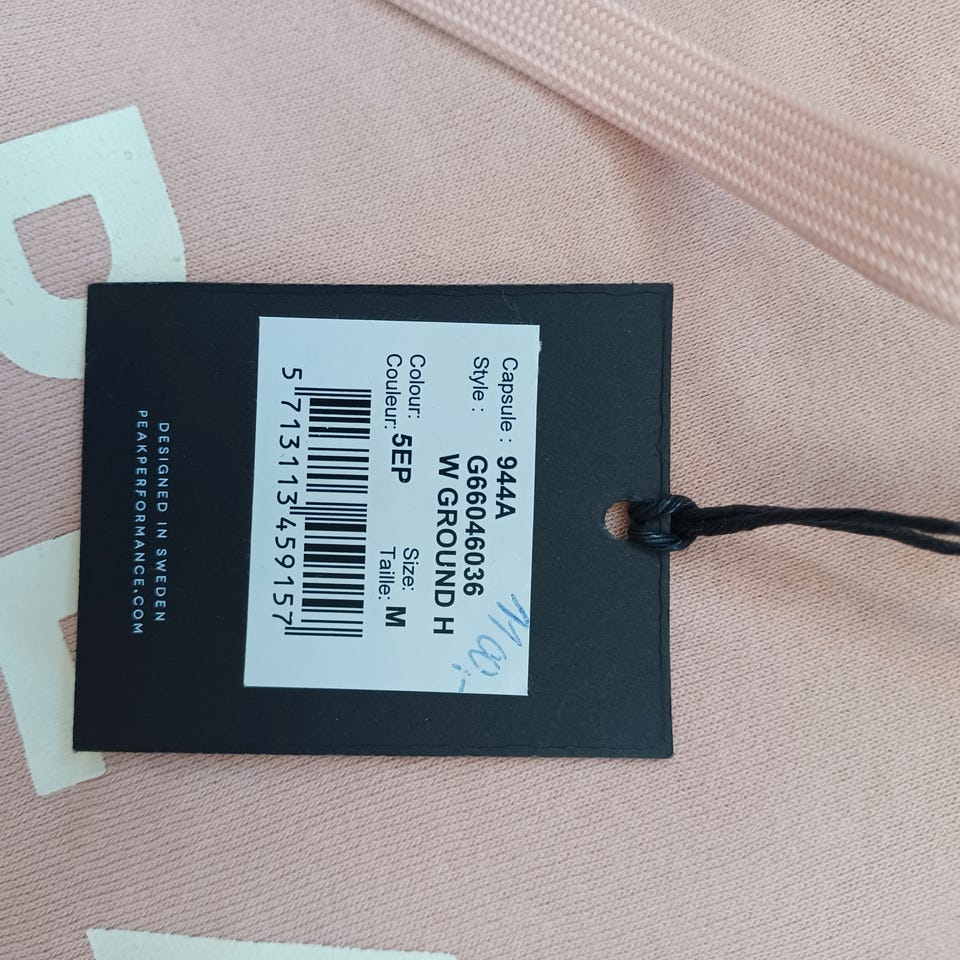 Capsule : 944A
Style : G66046036
W GROUND H
Colour: Size:
Couleur: 5EP Taille: M
5 713113 459157
DESIGNED IN SWEDEN
PEAKPERFORMANCE.COM